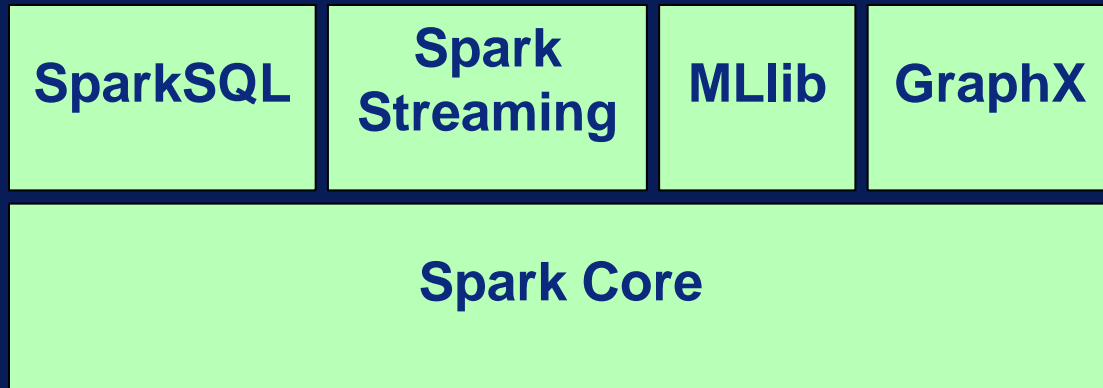 SparkSQL
Spark
Streaming
MLlib
GraphX
Spark Core